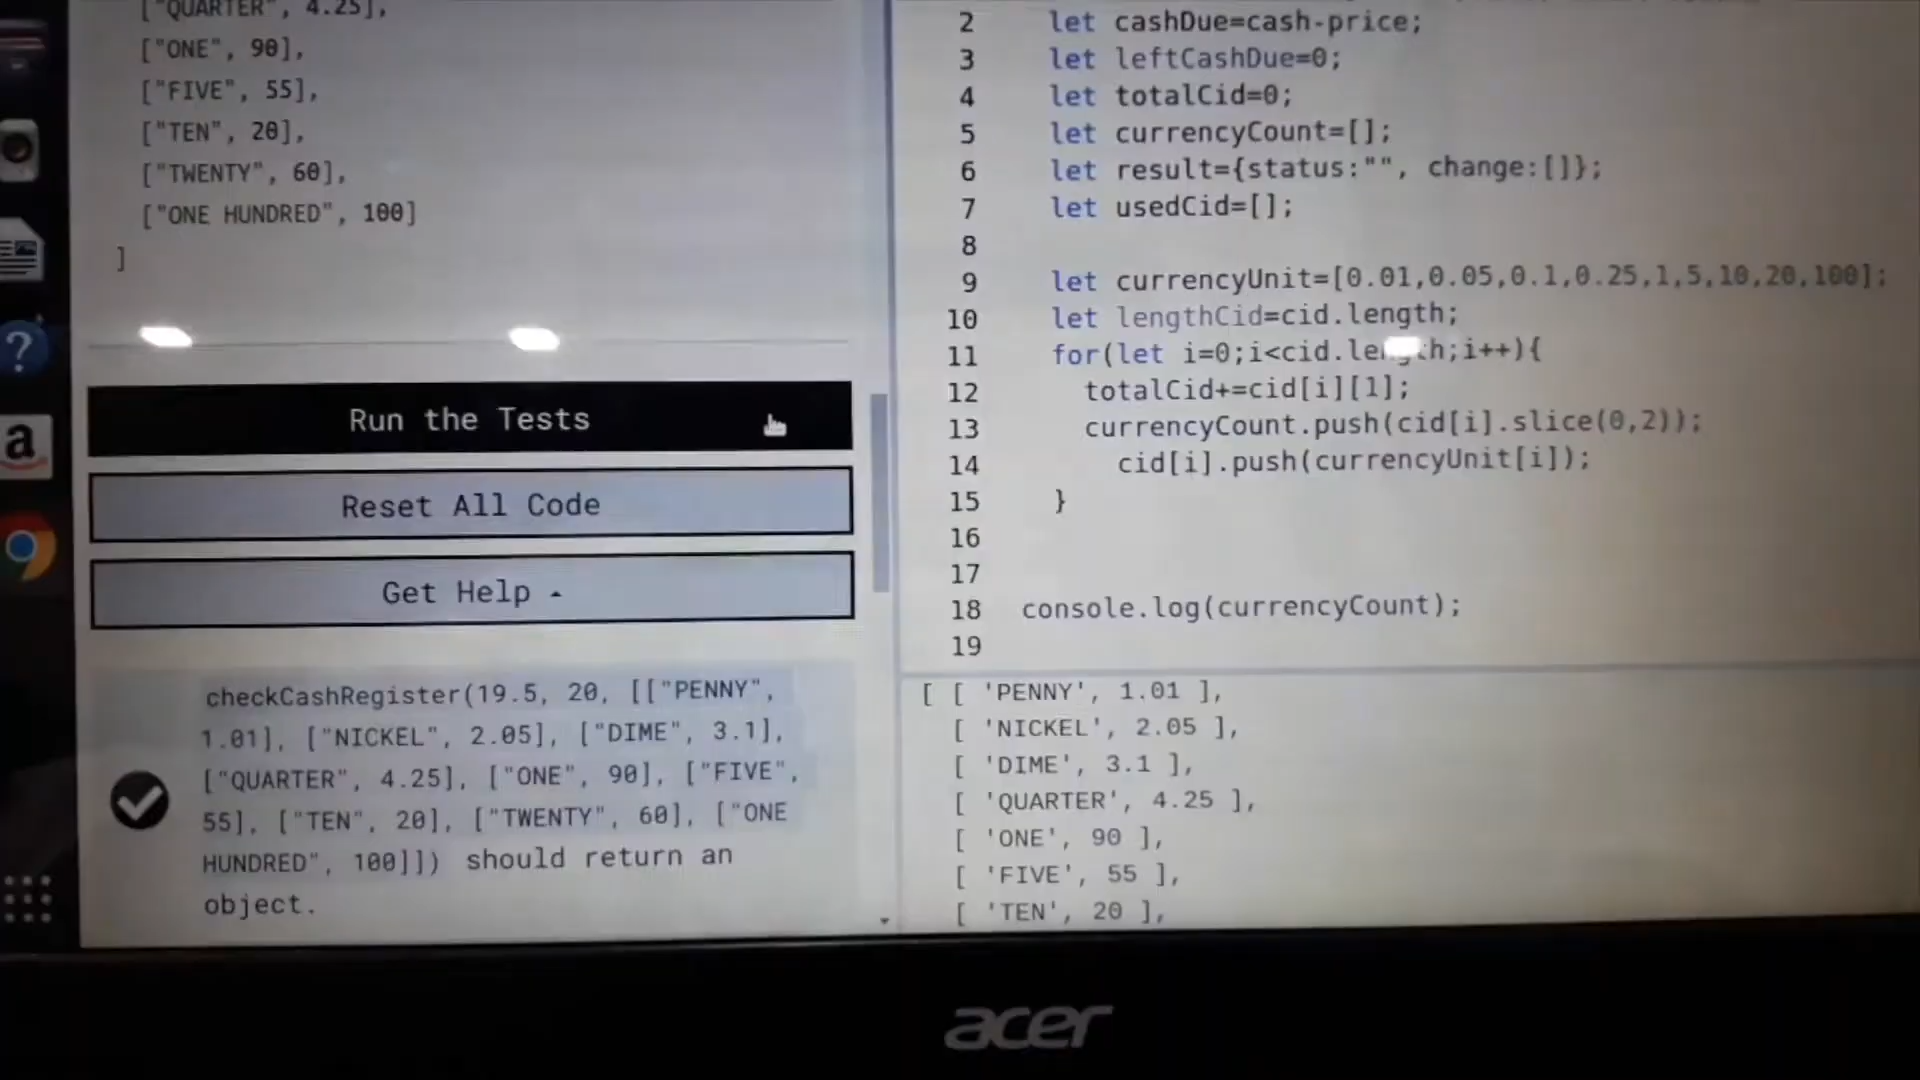 ["QUARTER", 4.25],
["ONE", 90],
["FIVE", 55],
["TEN", 20],
["TWENTY", 60],
["ONE HUNDRED", 100]
]
Run the Tests
Reset All Code
Get Help
checkCashRegister(19.5, 20, [["PENNY",
1.01], ["NICKEL", 2.05], ["DIME", 3.1],
["QUARTER", 4.25], ["ONE", 90], ["FIVE",
55], ["TEN", 20], ["TWENTY", 60], ["ONE
HUNDRED", 100]]) should return an
object.
2 let cashDue=cash-price;
3 let leftCashDue=0;
4 let totalCid=0;
5 let currencyCount=[];
6 let result={status:"", change:[]};
7 let usedCid=[];
8
9 let currencyUnit=[0.01,0.05,0.1,0.25,1,5,10,20,100];
10 let lengthCid=cid.length;
11 for(let i=0;i<cid.length;i++){
12 totalCid+=cid[i][1];
13 currencyCount.push(cid[i].slice(0,2));
14 cid[i].push(currencyUnit[i]);
15 }
16
17
18 console.log(currencyCount);
19
[ [ 'PENNY', 1.01 ],
[ 'NICKEL', 2.05 ],
[ 'DIME', 3.1 ],
[ 'QUARTER', 4.25 ],
[ 'ONE', 90 ],
[ 'FIVE', 55 ],
[ 'TEN', 20 ],
?
a
acer